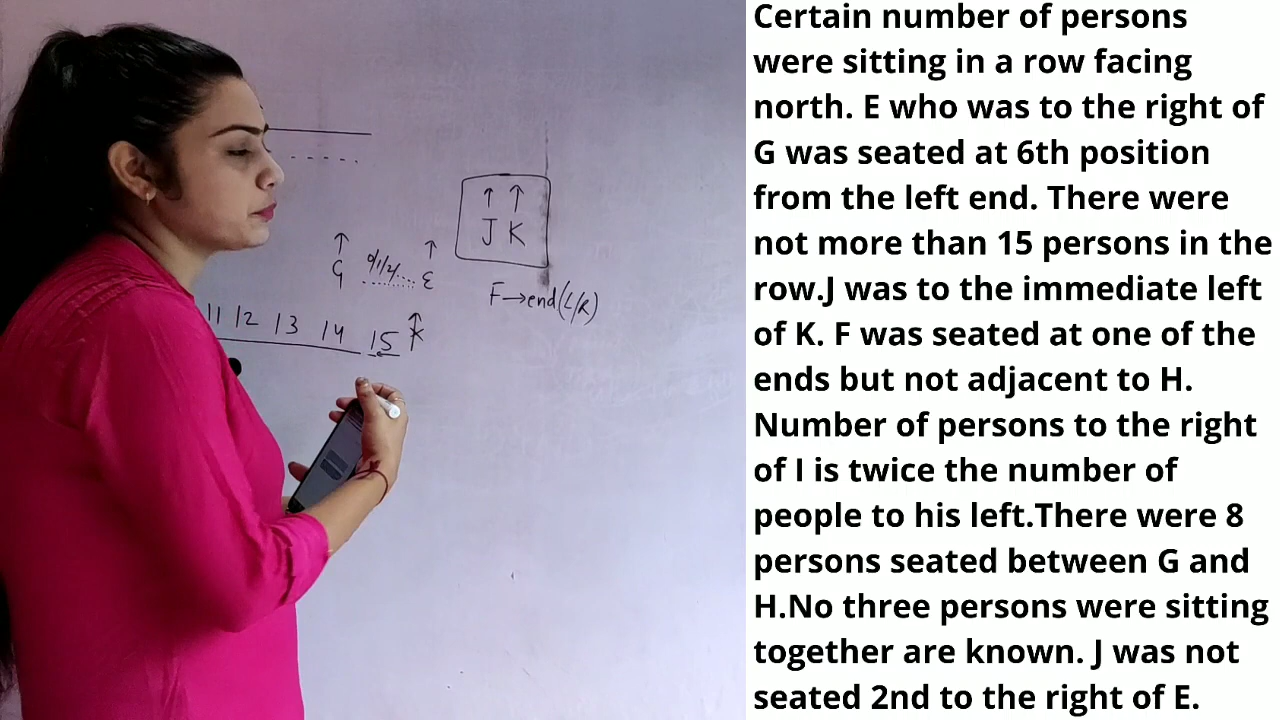 J K
G 0/1/2/.... E
F→end(L/R)
11 12 13 14 15 K
Certain number of persons
were sitting in a row facing
north. E who was to the right of
G was seated at 6th position
from the left end. There were
not more than 15 persons in the
row.J was to the immediate left
of K. F was seated at one of the
ends but not adjacent to H.
Number of persons to the right
of I is twice the number of
people to his left.There were 8
persons seated between G and
H.No three persons were sitting
together are known. J was not
seated 2nd to the right of E.